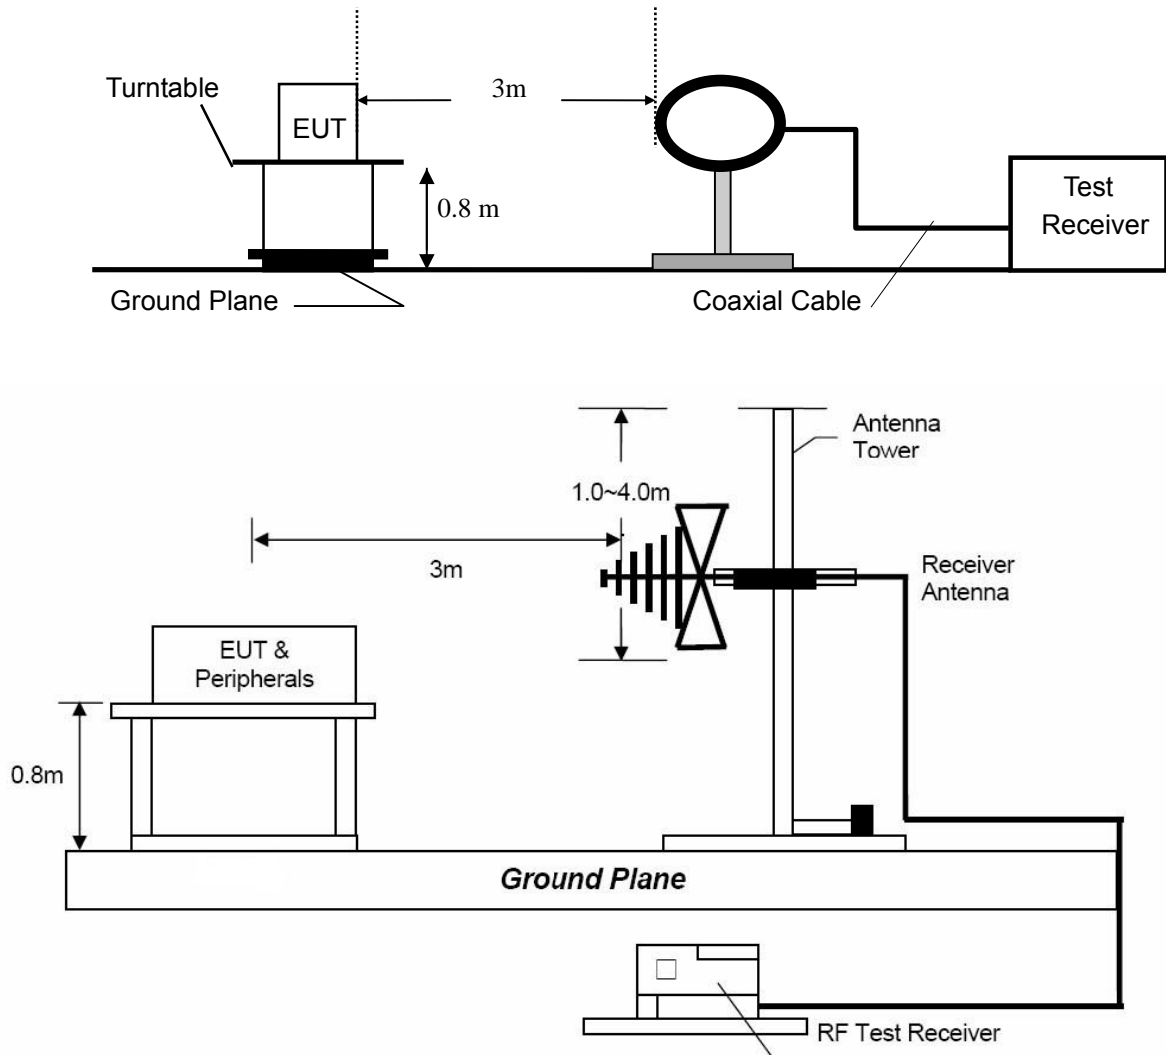 Turntable
3m
EUT
0.8 m
Test
Receiver
Ground Plane
Coaxial Cable
Antenna
Tower
1.0~4.0m
3m
Receiver
Antenna
EUT &
Peripherals
0.8m
Ground Plane
RF Test Receiver